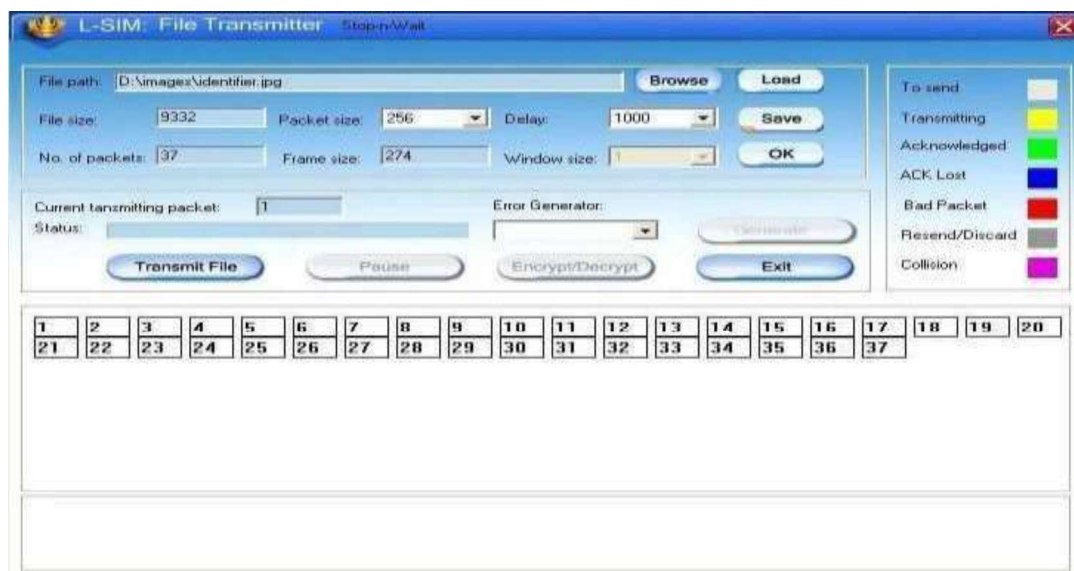 L-SIM: File Transmitter Stop-n-Wait
File path: D:\images\identifier.jpg Browse Load
File size: 9332 Packet size: 256 Delay: 1000 Save
No. of packets: 37 Frame size: 274 Window size: 1 OK
Current tanzmitting packet: 1 Error Generator:
Status: Generate
Transmit File Pause Encrypt/Decrypt Exit
To send
Transmitting
Acknowledged
ACK Lost
Bad Packet
Resend/Discard
Collision
1 2 3 4 5 6 7 8 9 10 11 12 13 14 15 16 17 18 19 20
21 22 23 24 25 26 27 28 29 30 31 32 33 34 35 36 37